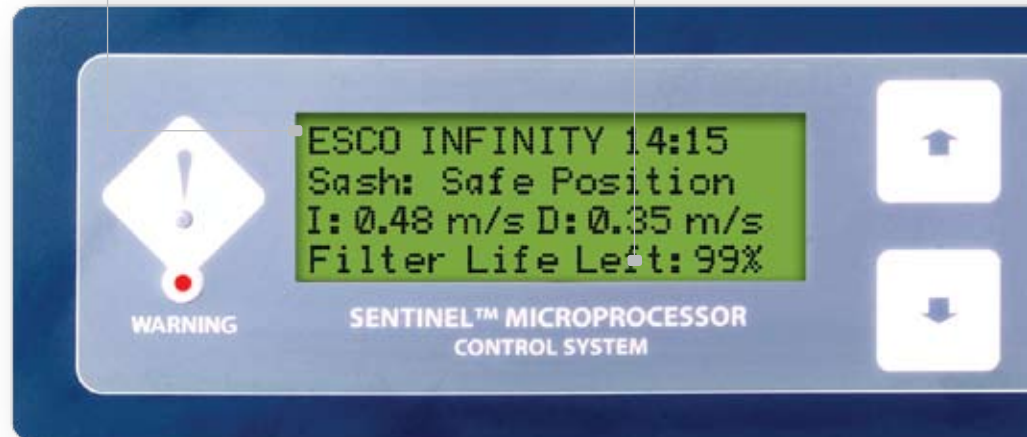 ESCO INFINITY 14:15
Sash: Safe Position
I: 0.48 m/s D: 0.35 m/s
Filter Life Left: 99%
WARNING
SENTINEL™ MICROPROCESSOR
CONTROL SYSTEM